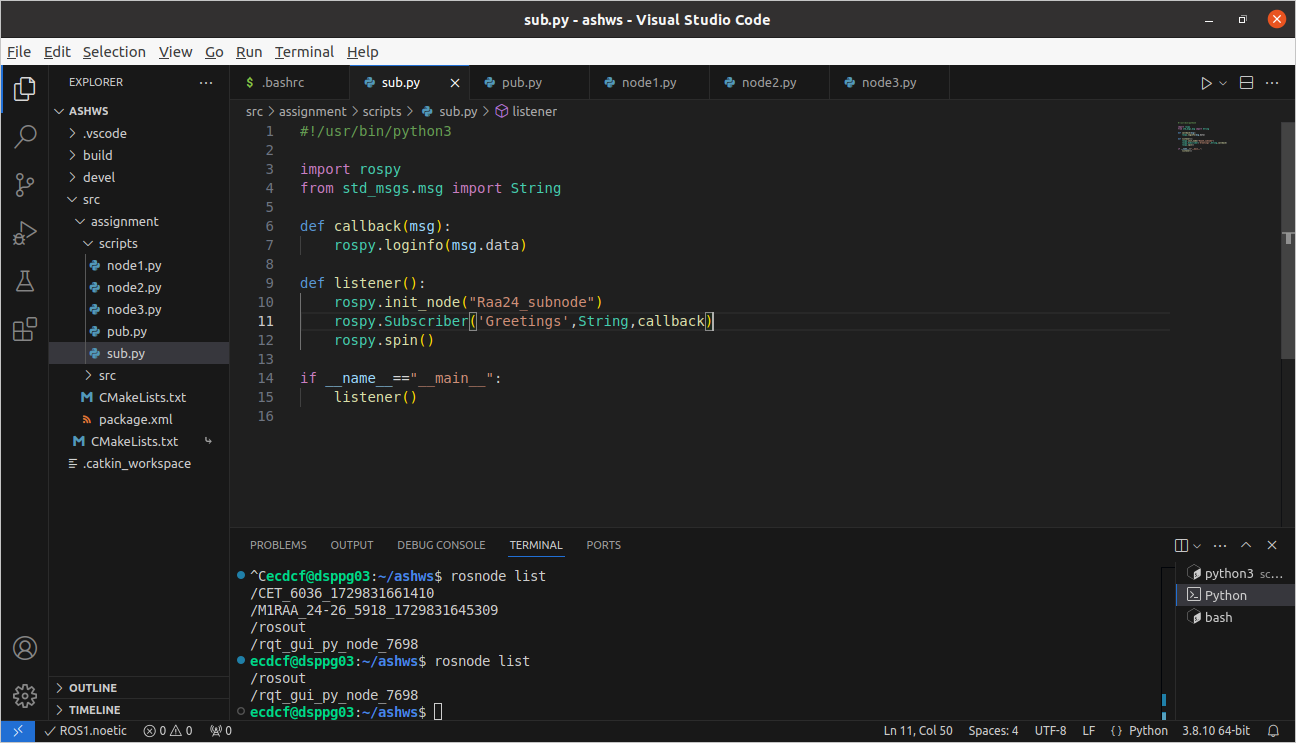 sub.py - ashws - Visual Studio Code
File Edit Selection View Go Run Terminal Help
EXPLORER
ASHWS
.vscode
build
devel
src
assignment
scripts
node1.py
node2.py
node3.py
pub.py
sub.py
src
CMakeLists.txt
package.xml
CMakeLists.txt
.catkin_workspace
OUTLINE
TIMELINE
.bashrc sub.py pub.py node1.py node2.py node3.py
src > assignment > scripts > sub.py > listener
1 #!/usr/bin/python3
2
3 import rospy
4 from std_msgs.msg import String
5
6 def callback(msg):
7 rospy.loginfo(msg.data)
8
9 def listener():
10 rospy.init_node("Raa24_subnode")
11 rospy.Subscriber('Greetings',String,callback)
12 rospy.spin()
13
14 if __name__=="__main__":
15 listener()
16
PROBLEMS OUTPUT DEBUG CONSOLE TERMINAL PORTS
^Cecdcf@dsppg03:~/ashws$ rosnode list
/CET_6036_1729831661410
/M1RAA_24-26_5918_1729831645309
/rosout
/rqt_gui_py_node_7698
ecdcf@dsppg03:~/ashws$ rosnode list
/rosout
/rqt_gui_py_node_7698
ecdcf@dsppg03:~/ashws$
python3 sc...
Python
bash
ROS1.noetic 0 0 0 Ln 11, Col 50 Spaces: 4 UTF-8 LF {} Python 3.8.10 64-bit